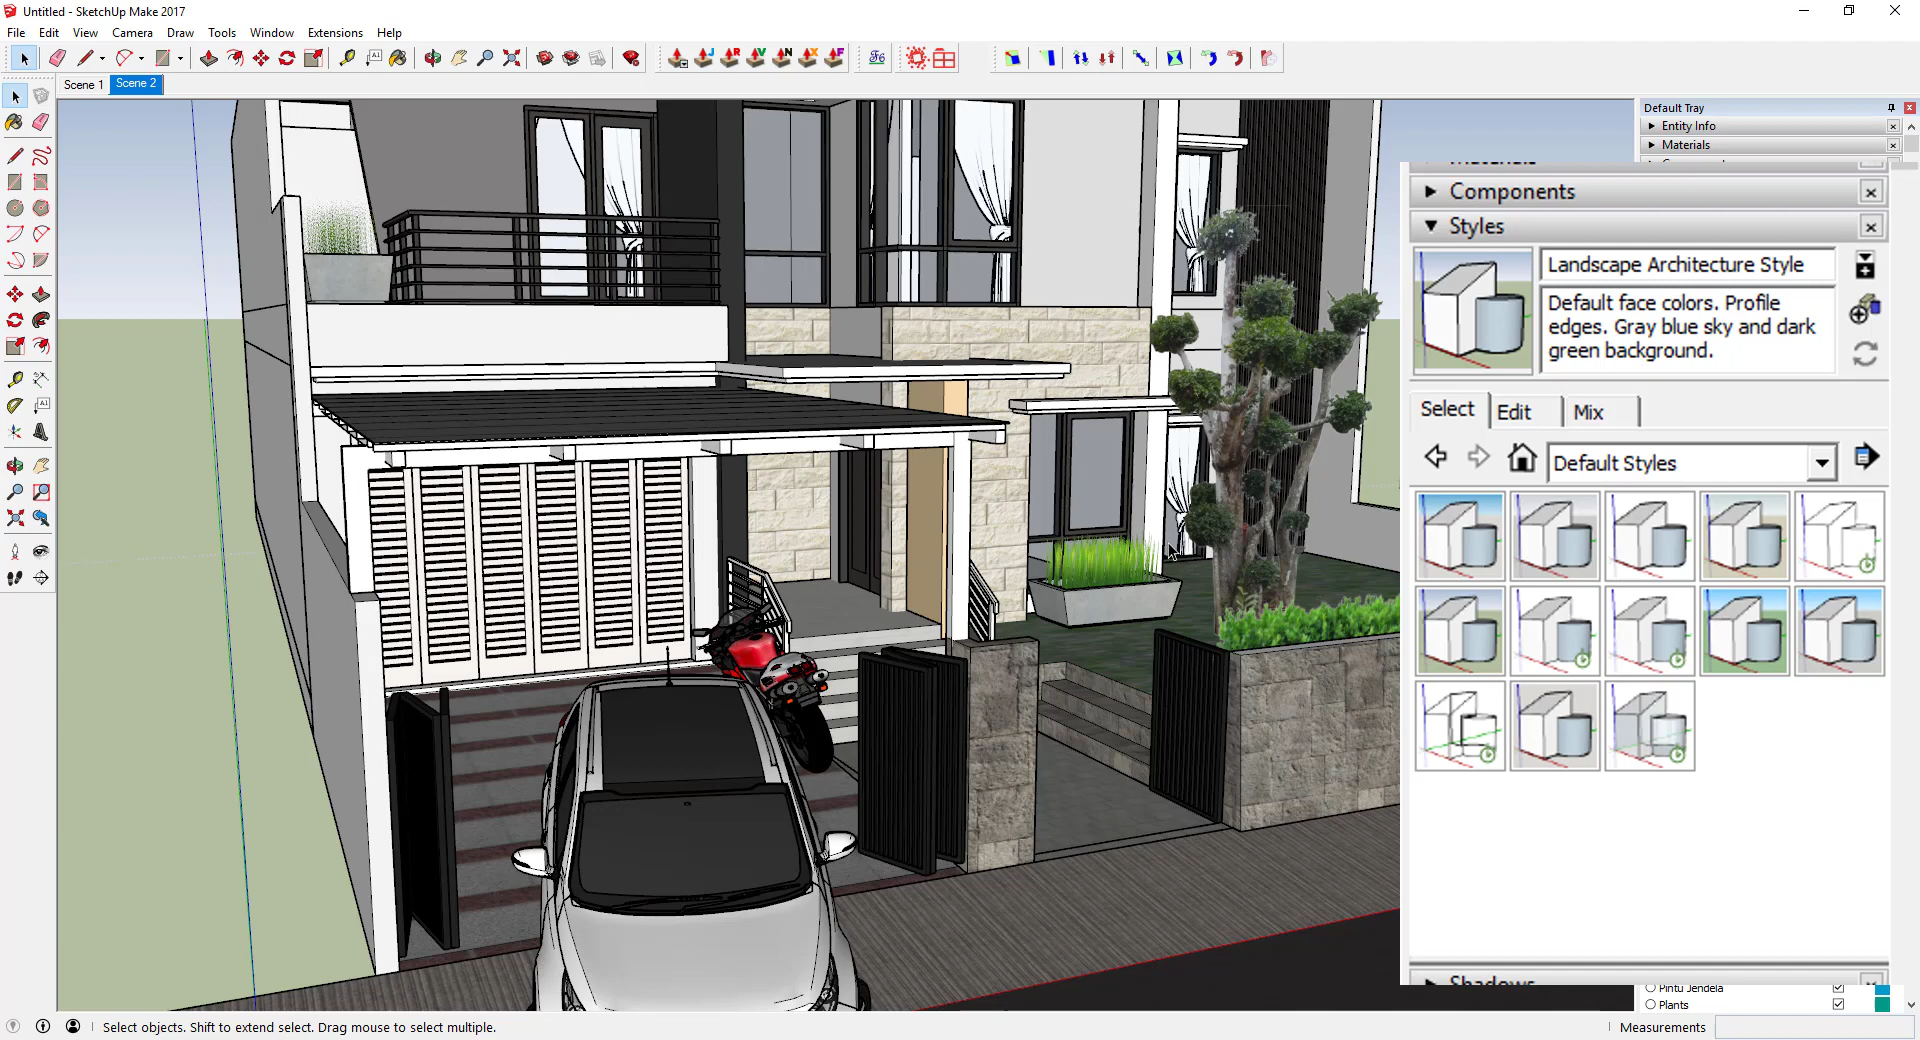 Untitled - SketchUp Make 2017
File Edit View Camera Draw Tools Window Extensions Help
J R V N X F
Scene 1 Scene 2
Default Tray
Entity Info
Materials
Components
Styles
Landscape Architecture Style
Default face colors. Profile
edges. Gray blue sky and dark
green background.
Select Edit Mix
Default Styles
Shadows
Pintu Jendela
Plants
Select objects. Shift to extend select. Drag mouse to select multiple.
Measurements